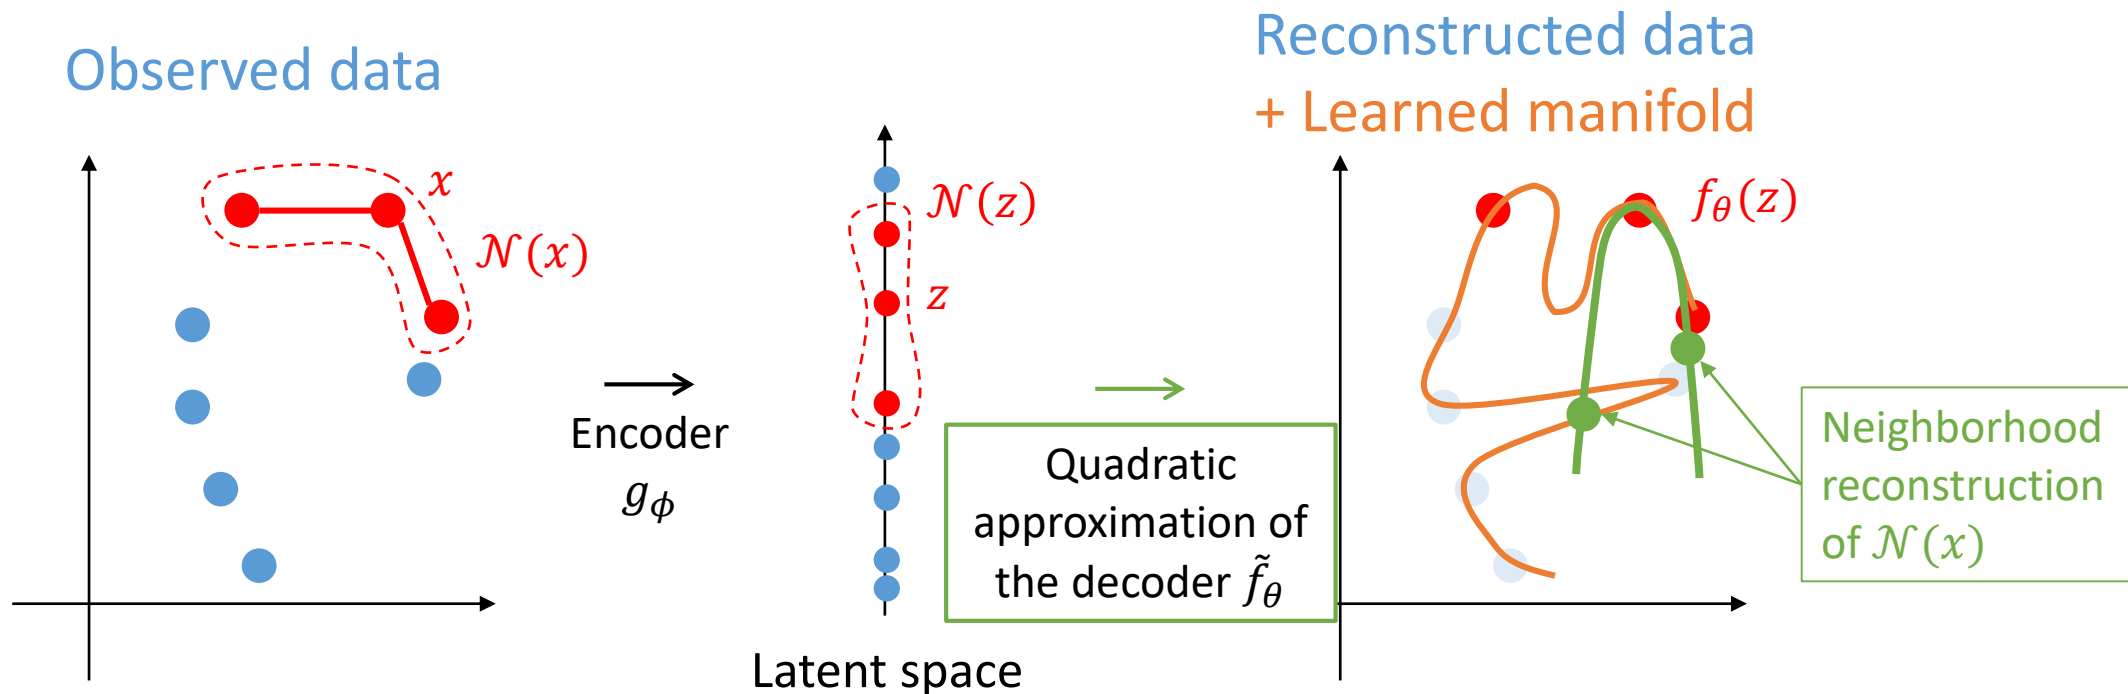 Observed data
x
𝒩(x)
Encoder
g_ϕ
𝒩(z)
z
Latent space
Quadratic
approximation of
the decoder f̃_θ
Reconstructed data
+ Learned manifold
f_θ(z)
Neighborhood
reconstruction
of 𝒩(x)